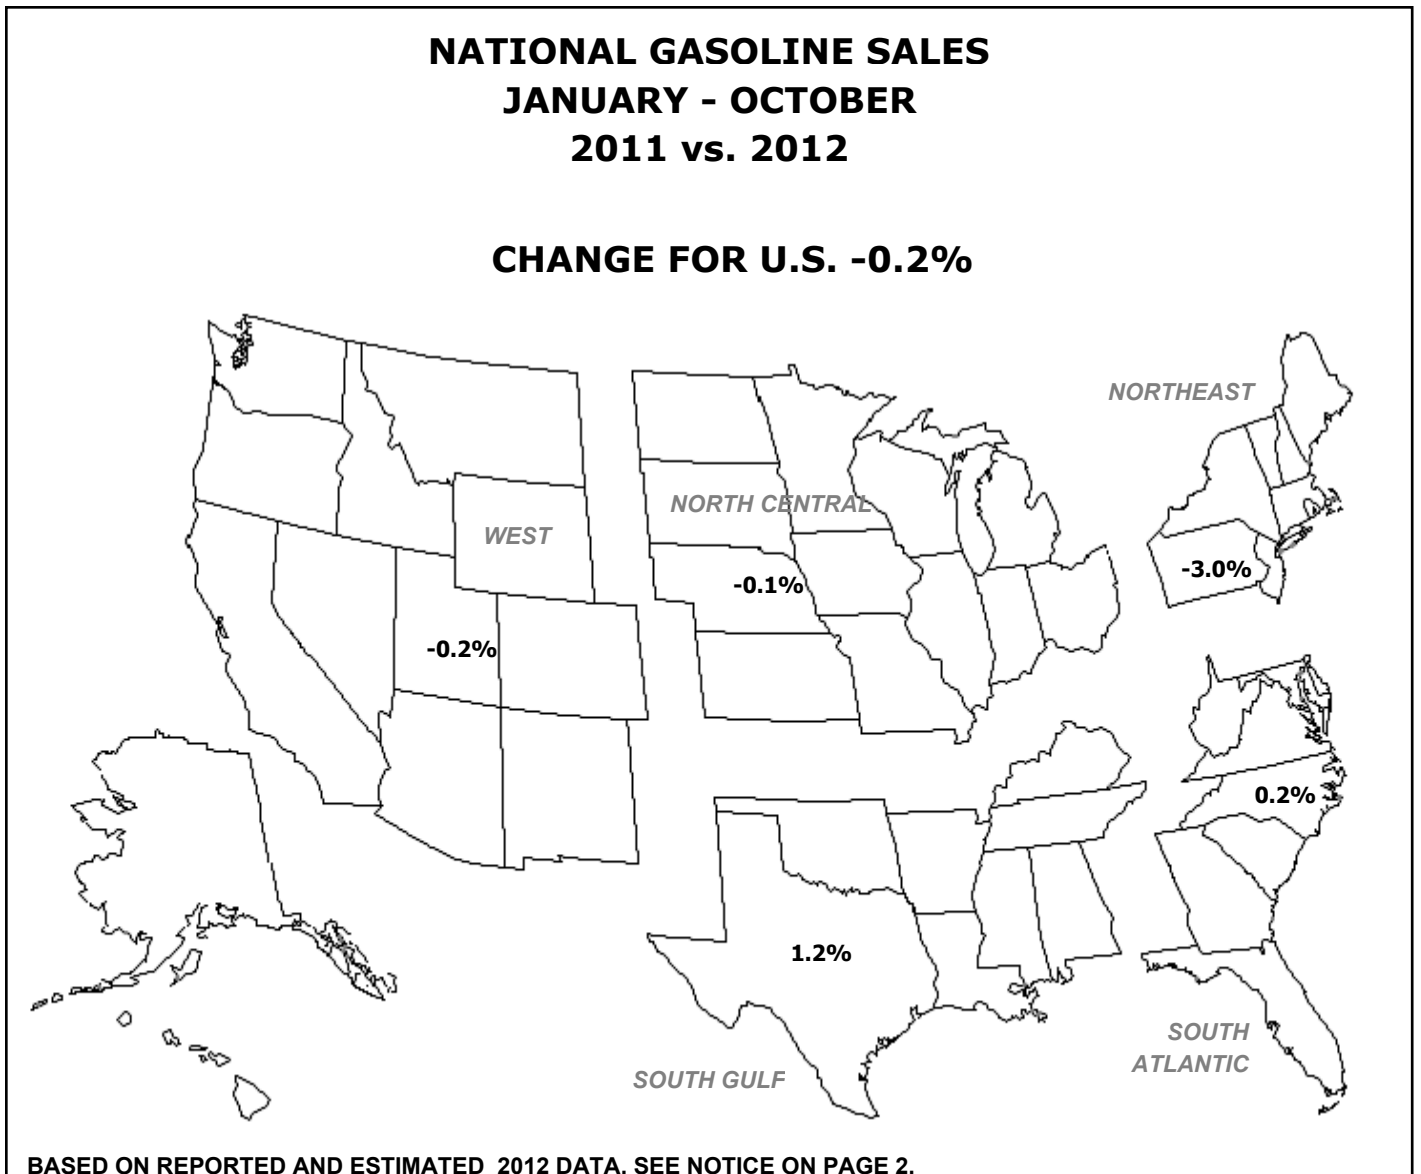 NATIONAL GASOLINE SALES
JANUARY - OCTOBER
2011 vs. 2012
CHANGE FOR U.S. -0.2%
NORTHEAST
NORTH CENTRAL
WEST
-3.0%
-0.1%
-0.2%
0.2%
1.2%
SOUTH
ATLANTIC
SOUTH GULF
BASED ON REPORTED AND ESTIMATED  2012 DATA. SEE NOTICE ON PAGE 2.